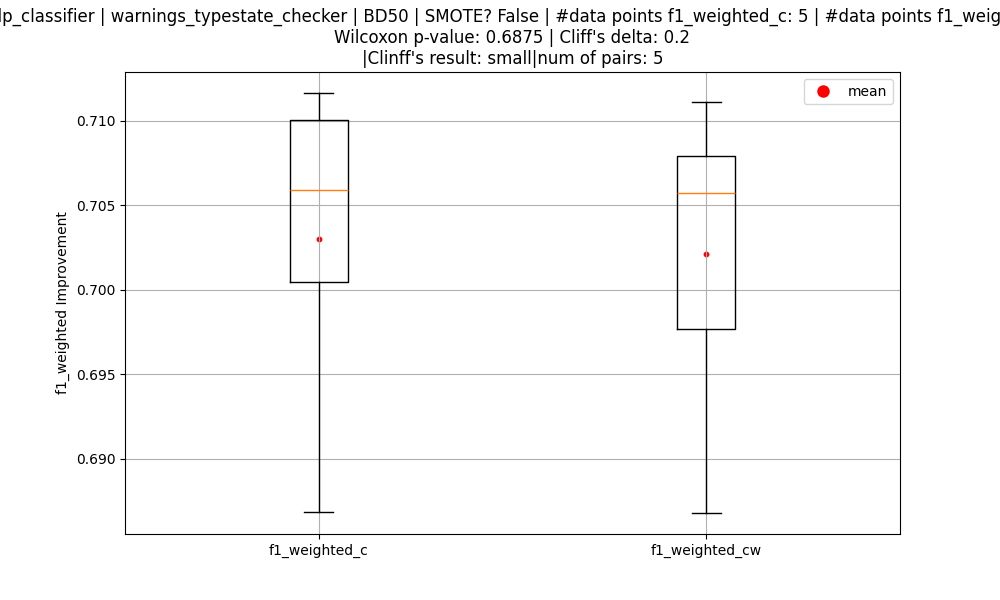 p_classifier | warnings_typestate_checker | BD50 | SMOTE? False | #data points f1_weighted_c: 5 | #data points f1_weig
Wilcoxon p-value: 0.6875 | Cliff's delta: 0.2
|Clinff's result: small|num of pairs: 5
mean
0.710
0.705
0.700
0.695
0.690
f1_weighted Improvement
f1_weighted_c
f1_weighted_cw